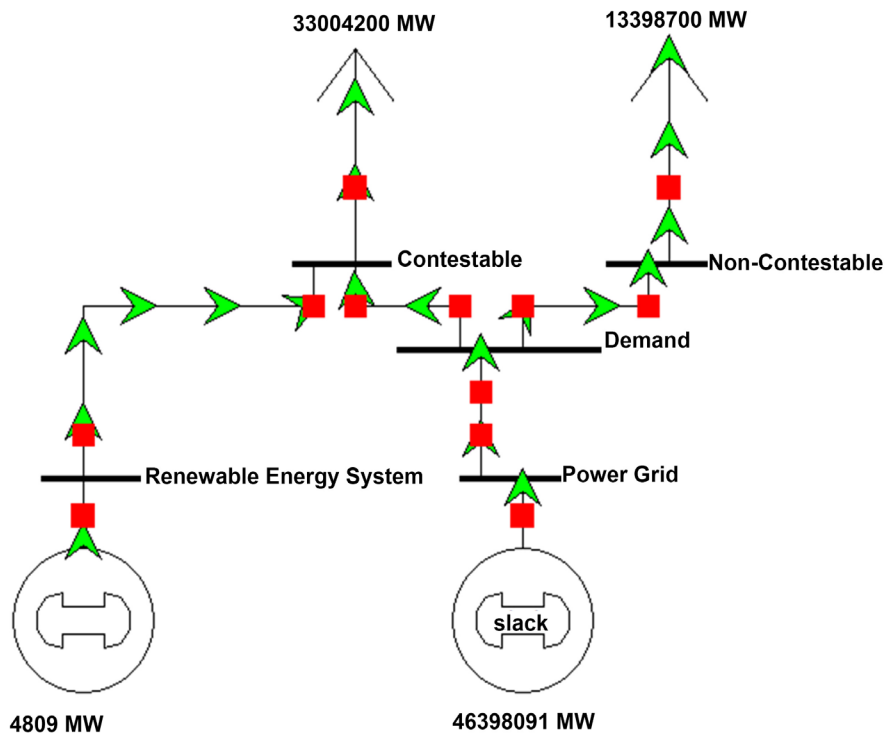 33004200 MW
13398700 MW
Contestable
Non-Contestable
Demand
Renewable Energy System
Power Grid
slack
4809 MW
46398091 MW